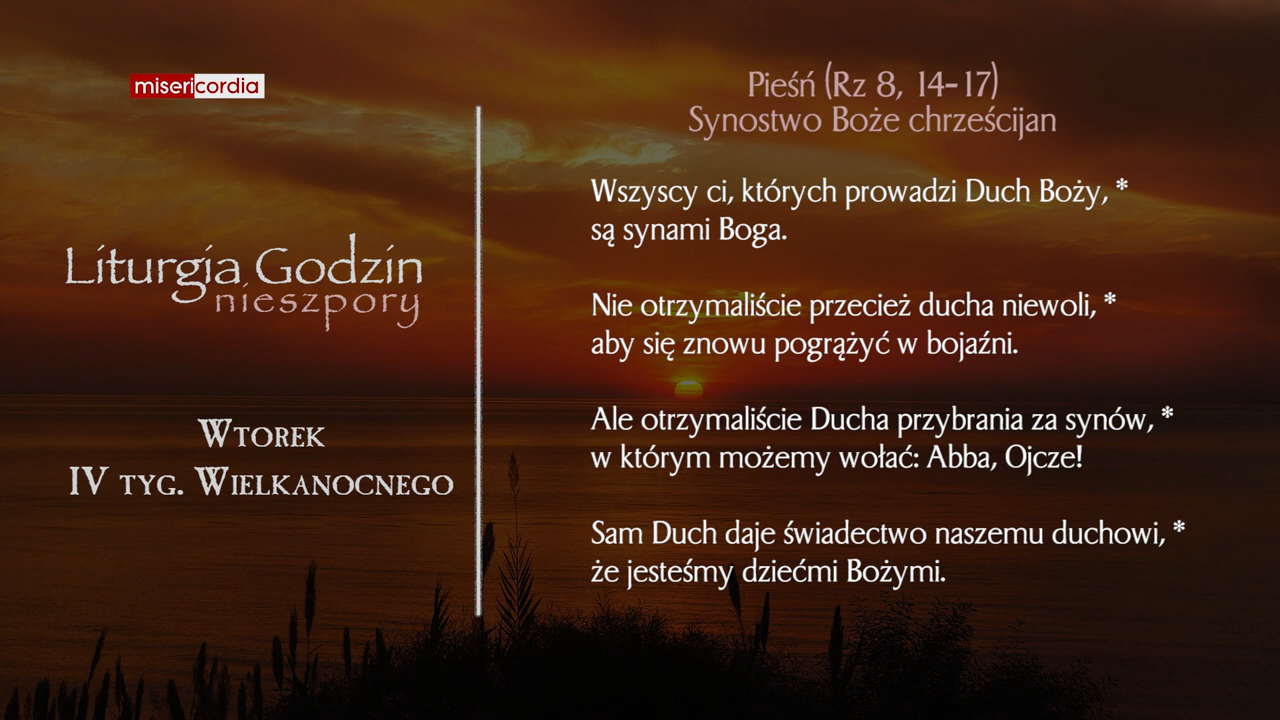 misericordia
Liturgia Godzin
nieszpory
Wtorek
IV tyg. Wielkanocnego
Pieśń (Rz 8, 14-17)
Synostwo Boże chrześcijan
Wszyscy ci, których prowadzi Duch Boży, *
są synami Boga.
Nie otrzymaliście przecież ducha niewoli, *
aby się znowu pogrążyć w bojaźni.
Ale otrzymaliście Ducha przybrania za synów, *
w którym możemy wołać: Abba, Ojcze!
Sam Duch daje świadectwo naszemu duchowi, *
że jesteśmy dziećmi Bożymi.